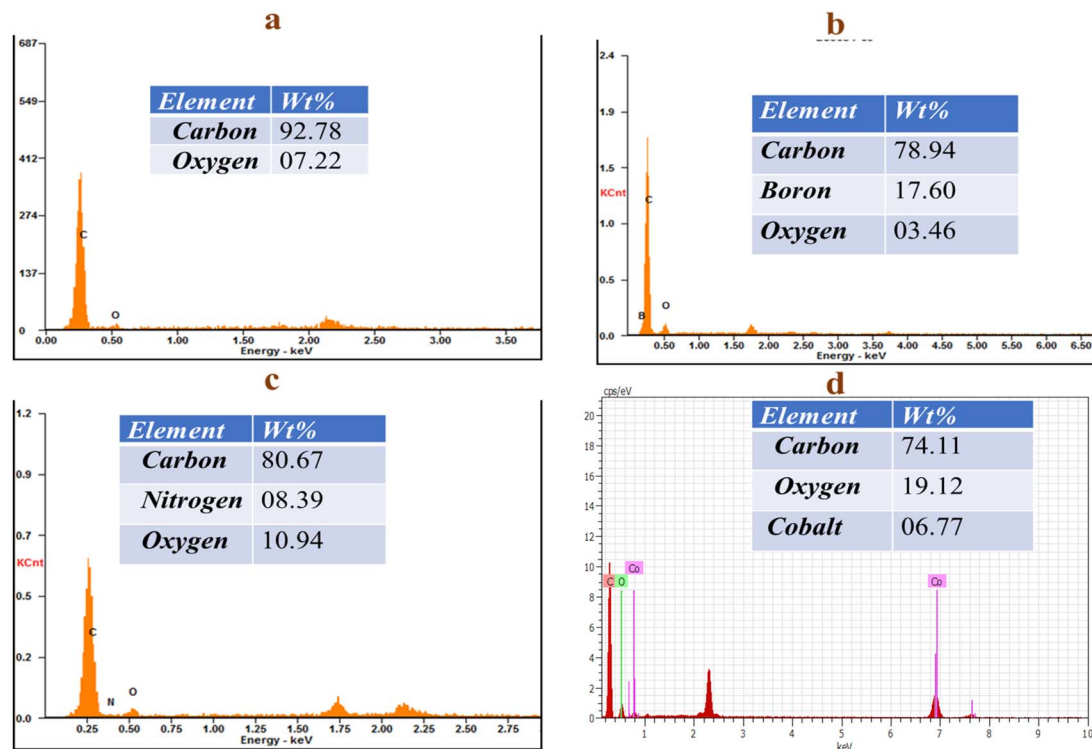 a
687
549
412
274
137
0
Element Wt%
Carbon 92.78
Oxygen 07.22
C
O
0.00 0.50 1.00 1.50 2.00 2.50 3.00 3.50
Energy - keV
b
2.4
1.9
1.5
KCnt
1.0
0.5
0.0
Element Wt%
Carbon 78.94
Boron 17.60
Oxygen 03.46
C
B
O
0.50 1.00 1.50 2.00 2.50 3.00 3.50 4.00 4.50 5.00 5.50 6.00 6.50
Energy - keV
c
1.2
0.9
0.7
KCnt
0.5
0.2
0.0
Element Wt%
Carbon 80.67
Nitrogen 08.39
Oxygen 10.94
C
N
O
0.25 0.50 0.75 1.00 1.25 1.50 1.75 2.00 2.25 2.50 2.75
Energy - keV
d
cps/eV
20
18
16
14
12
10
8
6
4
2
0
Element Wt%
Carbon 74.11
Oxygen 19.12
Cobalt 06.77
C O Co Co
1 2 3 4 5 6 7 8 9 10
keV